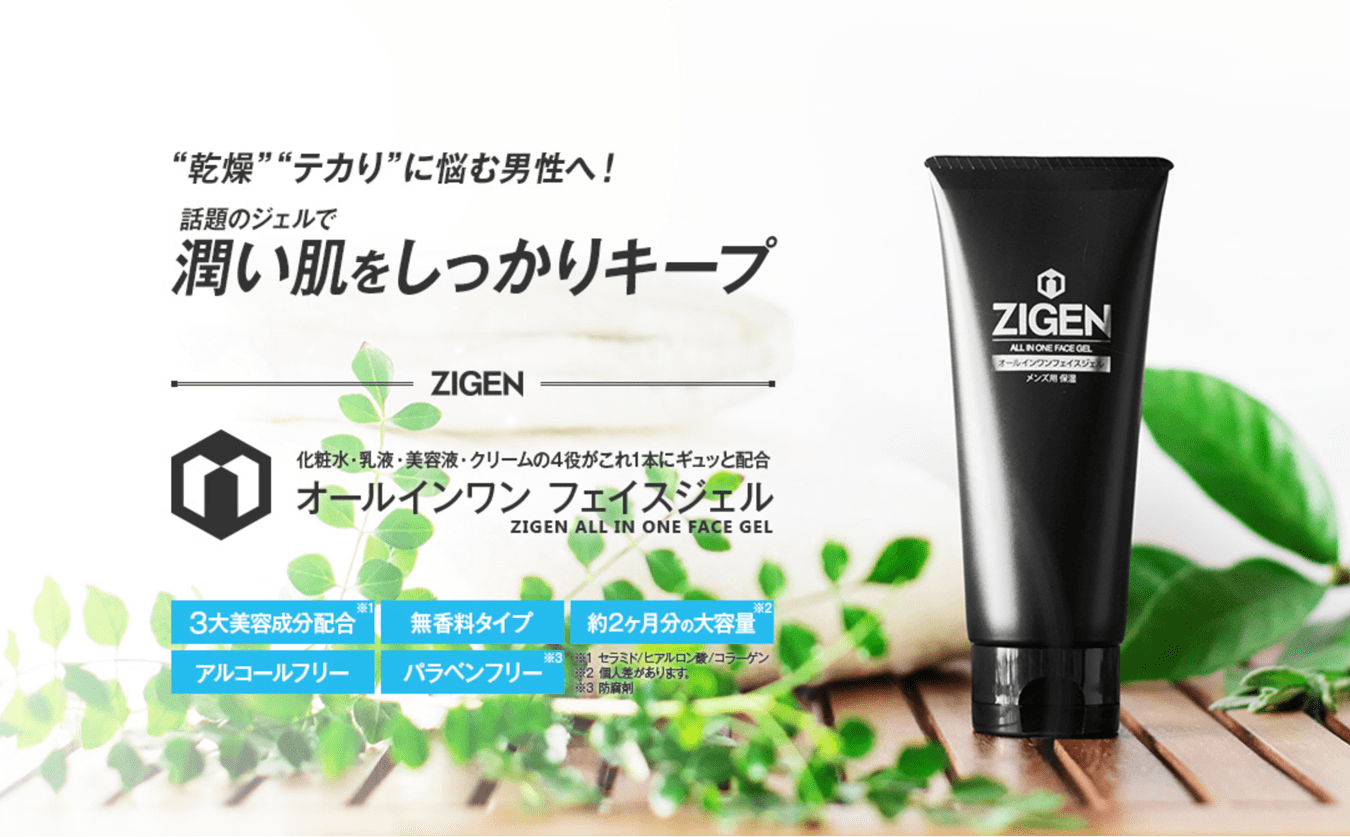 “乾燥”“テカり”に悩む男性へ！
話題のジェルで
潤い肌をしっかりキープ
ZIGEN
化粧水・乳液・美容液・クリームの4役がこれ1本にギュッと配合
オールインワン フェイスジェル
ZIGEN ALL IN ONE FACE GEL
3大美容成分配合※1
無香料タイプ
約2ヶ月分の大容量※2
アルコールフリー
パラベンフリー※3
※1 セラミド/ヒアルロン酸/コラーゲン
※2 個人差があります。
※3 防腐剤
ZIGEN
ALL IN ONE FACE GEL
オールインワンフェイスジェル
メンズ用 保湿